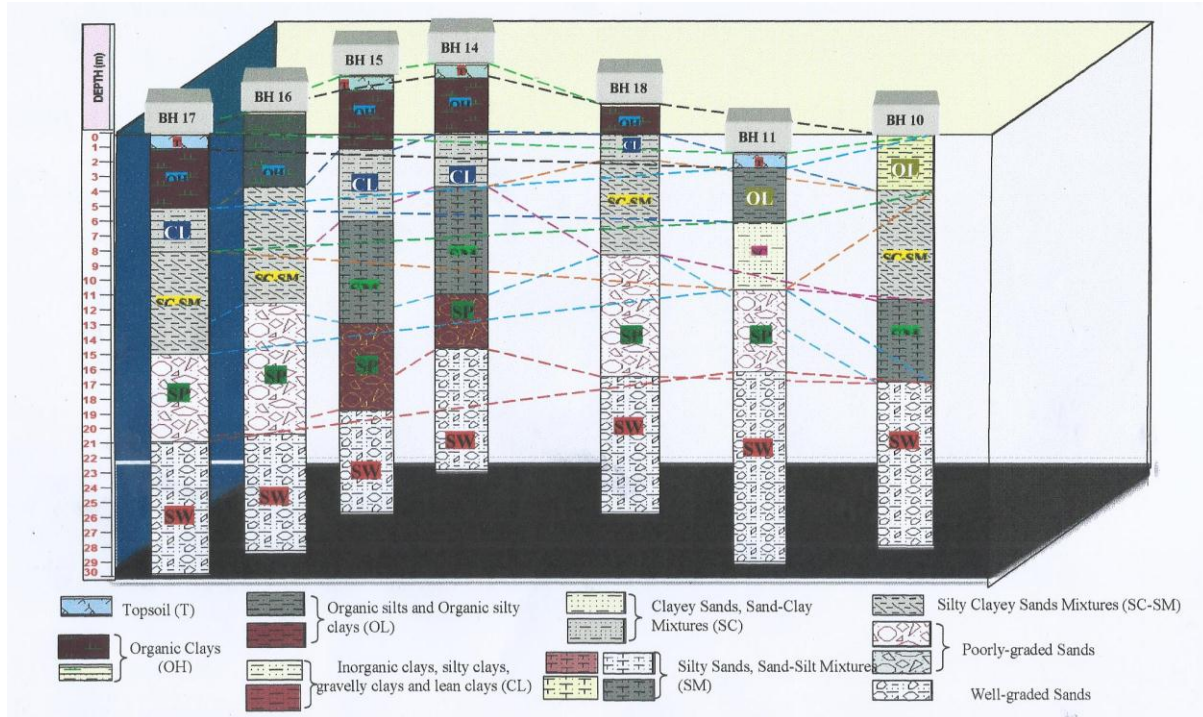 DEPTH (m)
0
1
2
3
4
5
6
7
8
9
10
11
12
13
14
15
16
17
18
19
20
21
22
23
24
25
26
27
28
29
30
BH 17
T
OH
CL
SC-SM
SP
SW
BH 16
OH
SC-SM
SP
SW
BH 15
T
OH
CL
SM
SP
SW
BH 14
T
OH
CL
SM
SP
SW
BH 18
OH
CL
SC-SM
SP
SW
BH 11
T
OL
SC
SP
SW
BH 10
OL
SC-SM
SM
SW
Topsoil (T)
Organic Clays
(OH)
Organic silts and Organic silty
clays (OL)
Inorganic clays, silty clays,
gravelly clays and lean clays (CL)
Clayey Sands, Sand-Clay
Mixtures (SC)
Silty Sands, Sand-Silt Mixtures
(SM)
Silty Clayey Sands Mixtures (SC-SM)
Poorly-graded Sands
Well-graded Sands